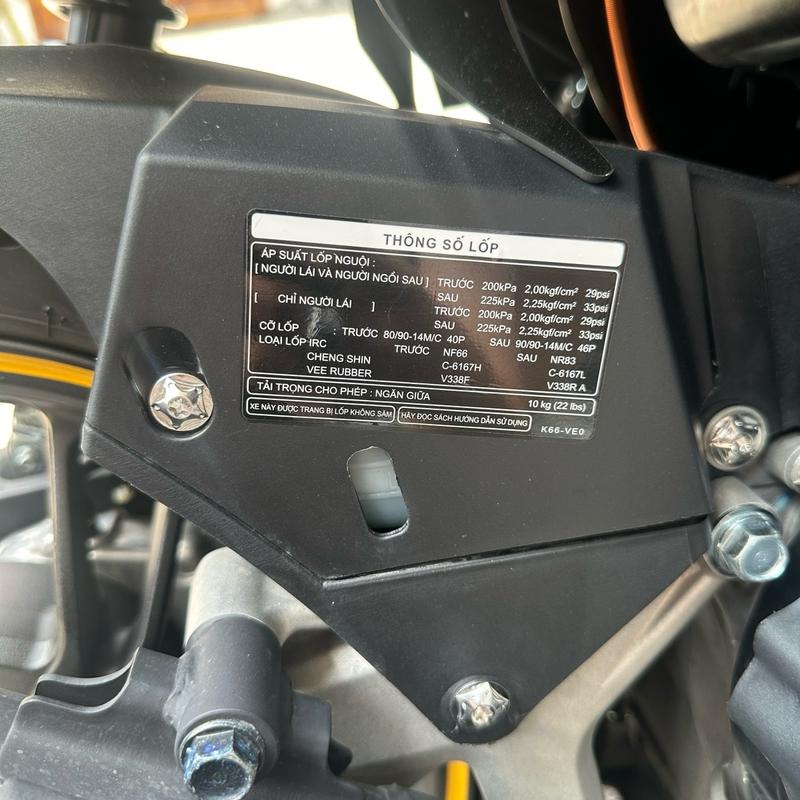 THÔNG SỐ LỐP
ÁP SUẤT LỐP NGUỘI :
[ NGƯỜI LÁI VÀ NGƯỜI NGỒI SAU ] TRƯỚC 200kPa 2,00kgf/cm² 29psi
SAU 225kPa 2,25kgf/cm² 33psi
[ CHỈ NGƯỜI LÁI ] TRƯỚC 200kPa 2,00kgf/cm² 29psi
SAU 225kPa 2,25kgf/cm² 33psi
CỠ LỐP : TRƯỚC 80/90-14M/C 40P SAU 90/90-14M/C 46P
LOẠI LỐP IRC TRƯỚC NF66 SAU NR83
CHENG SHIN C-6167H C-6167L
VEE RUBBER V338F V338R A
TẢI TRỌNG CHO PHÉP : NGĂN GIỮA 10 kg (22 lbs)
XE NÀY ĐƯỢC TRANG BỊ LỐP KHÔNG SĂM HÃY ĐỌC SÁCH HƯỚNG DẪN SỬ DỤNG
K66-VE0